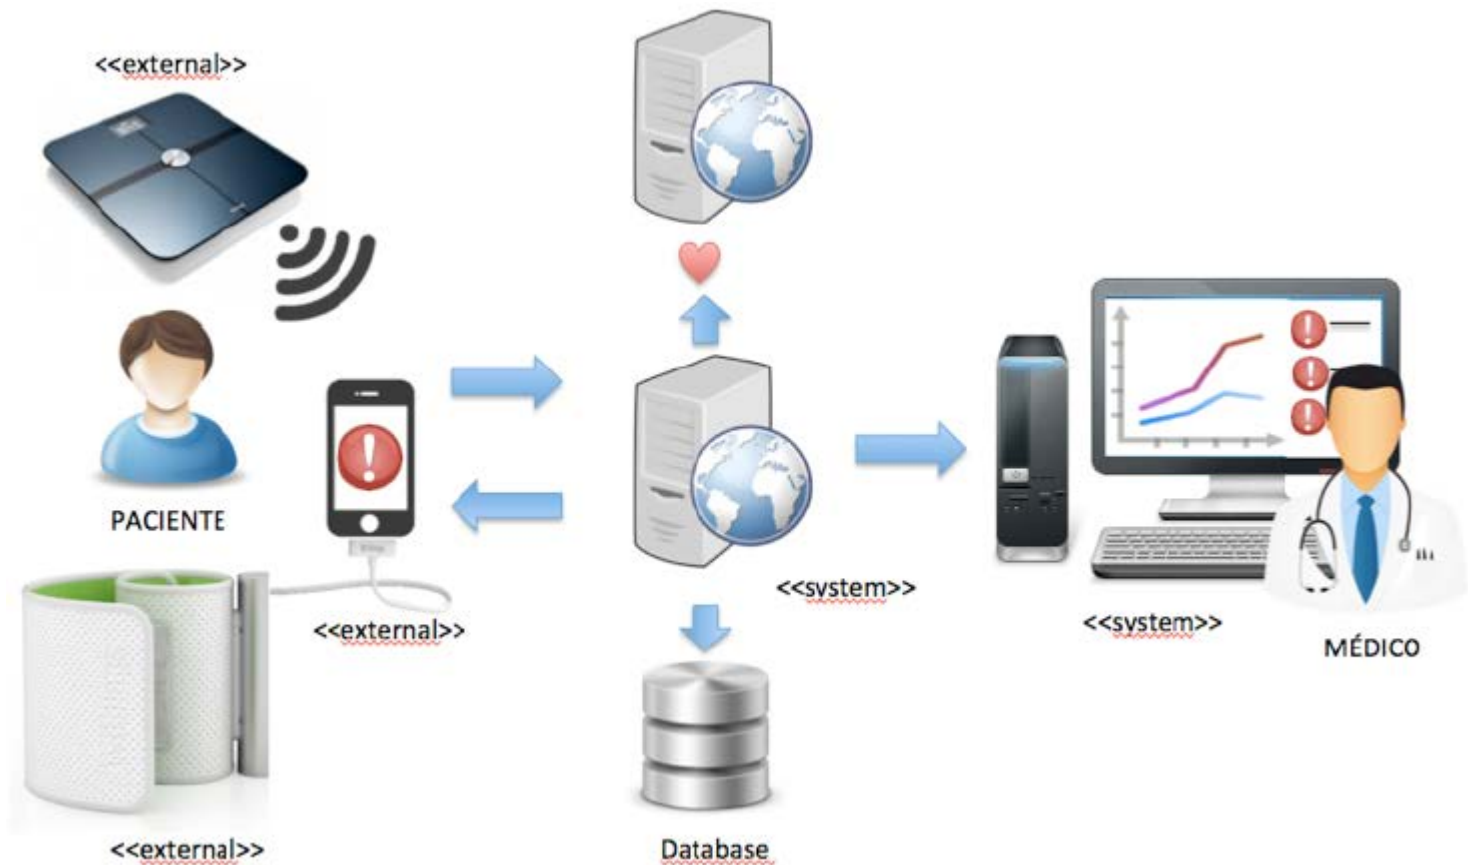 <<external>>
PACIENTE
<<external>>
<<external>>
<<system>>
Database
<<system>>
MÉDICO